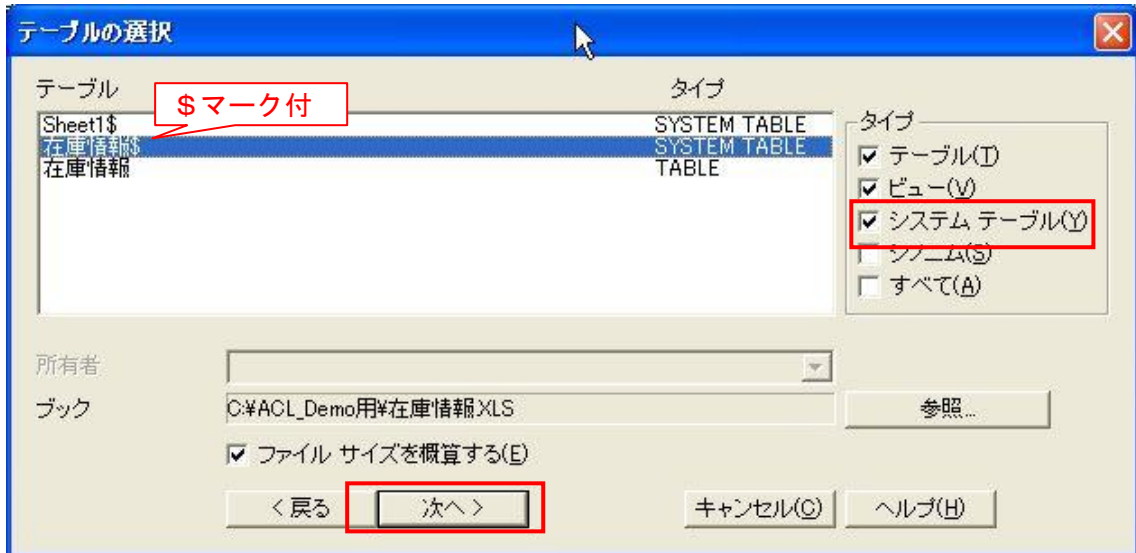 テーブルの選択
テーブル
タイプ
＄マーク付
Sheet1$ SYSTEM TABLE
在庫情報$ SYSTEM TABLE
在庫情報 TABLE
タイプ
テーブル(T)
ビュー(V)
システム テーブル(Y)
シノニム(S)
すべて(A)
所有者
ブック
C:¥ACL_Demo用¥在庫情報.XLS
参照...
ファイル サイズを概算する(E)
< 戻る
次へ >
キャンセル(C)
ヘルプ(H)